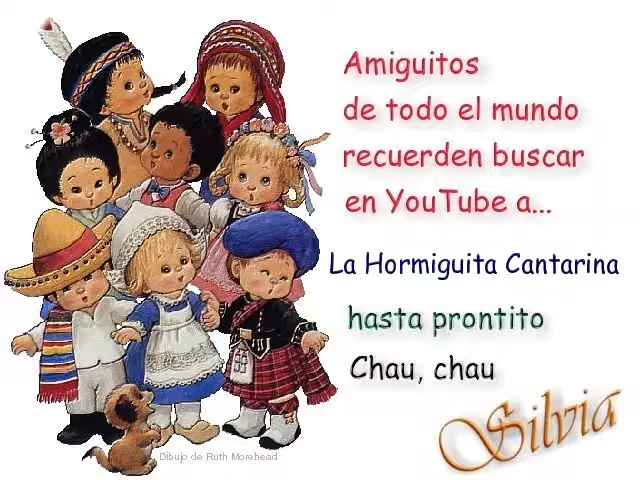 Amiguitos
de todo el mundo
recuerden buscar
en YouTube a...
La Hormiguita Cantarina
hasta prontito
Chau, chau
Silvia
Dibujo de Ruth Morehead